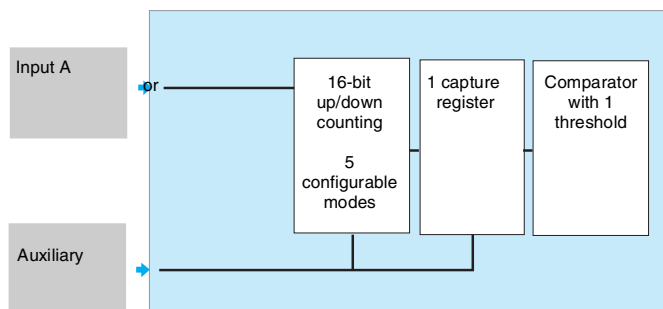 Input A
or
16-bit
up/down
counting
5
configurable
modes
1 capture
register
Comparator
with 1
threshold
Auxiliary